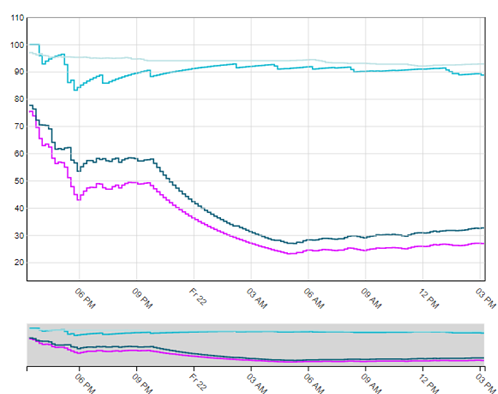 110
100
90
80
70
60
50
40
30
20
06 PM
09 PM
Fr 22
03 AM
06 AM
09 AM
12 PM
03 PM
06 PM
09 PM
Fr 22
03 AM
06 AM
09 AM
12 PM
03 PM